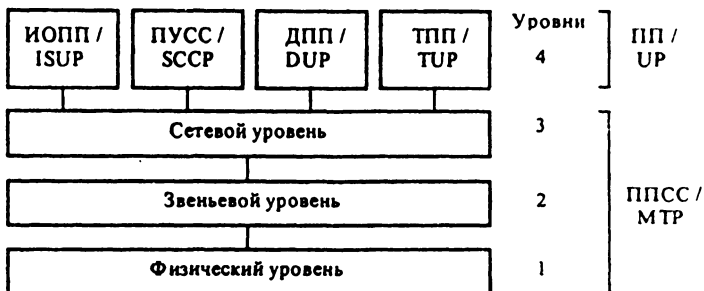 Уровни
ИОПП /
ISUP
ПУСС /
SCCP
ДПП /
DUP
ТПП /
TUP
4
ПП /
UP
Сетевой уровень
3
Звеньевой уровень
2
ППСС /
МТР
Физический уровень
1